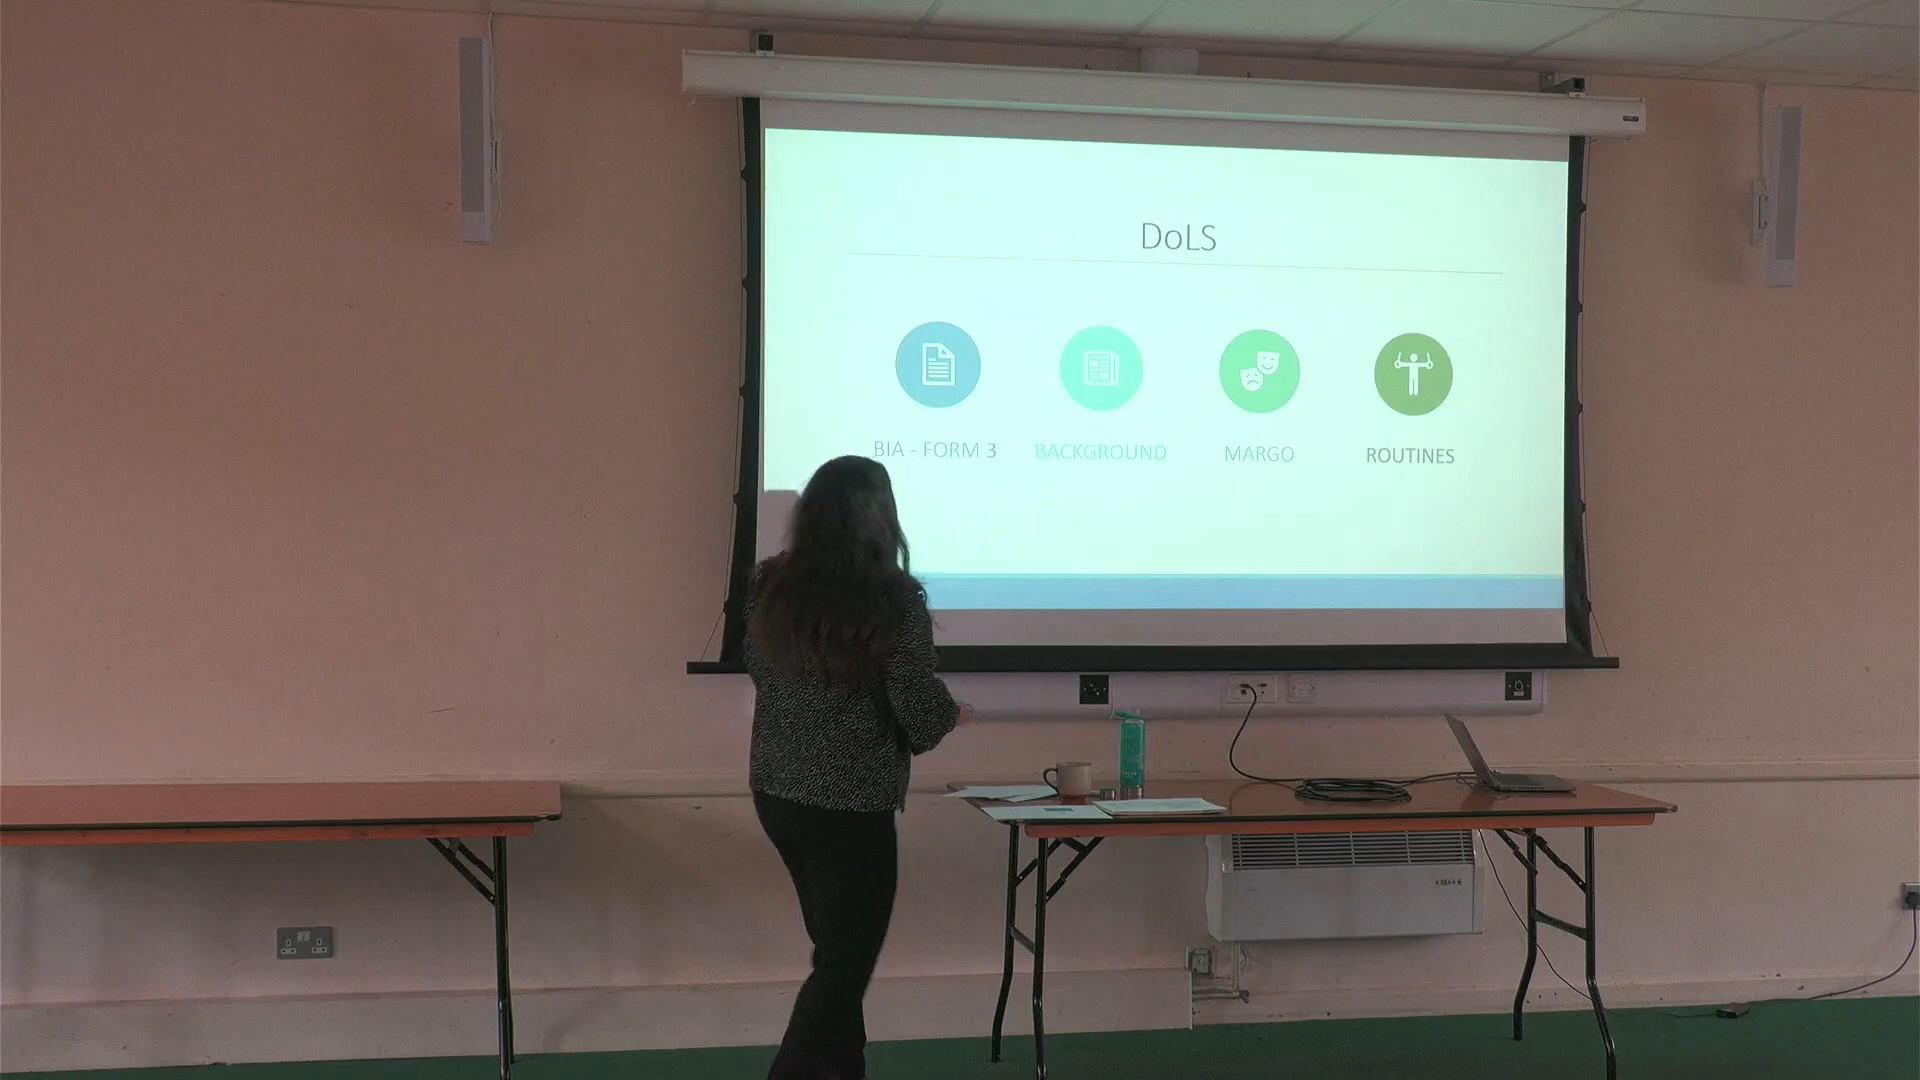 DoLS
BIA - FORM 3
BACKGROUND
MARGO
ROUTINES